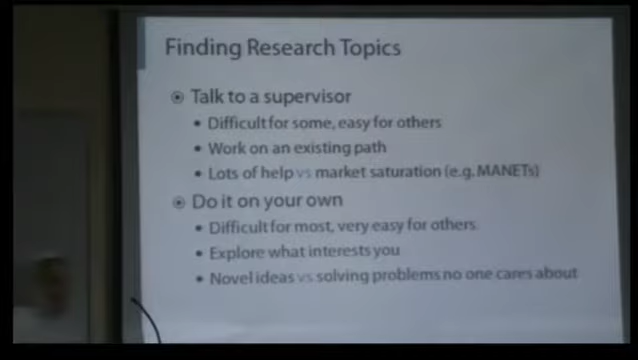 Finding Research Topics
Talk to a supervisor
• Difficult for some, easy for others
• Work on an existing path
• Lots of help vs market saturation (e.g. MANETs)
Do it on your own
• Difficult for most, very easy for others
• Explore what interests you
• Novel ideas vs solving problems no one cares about